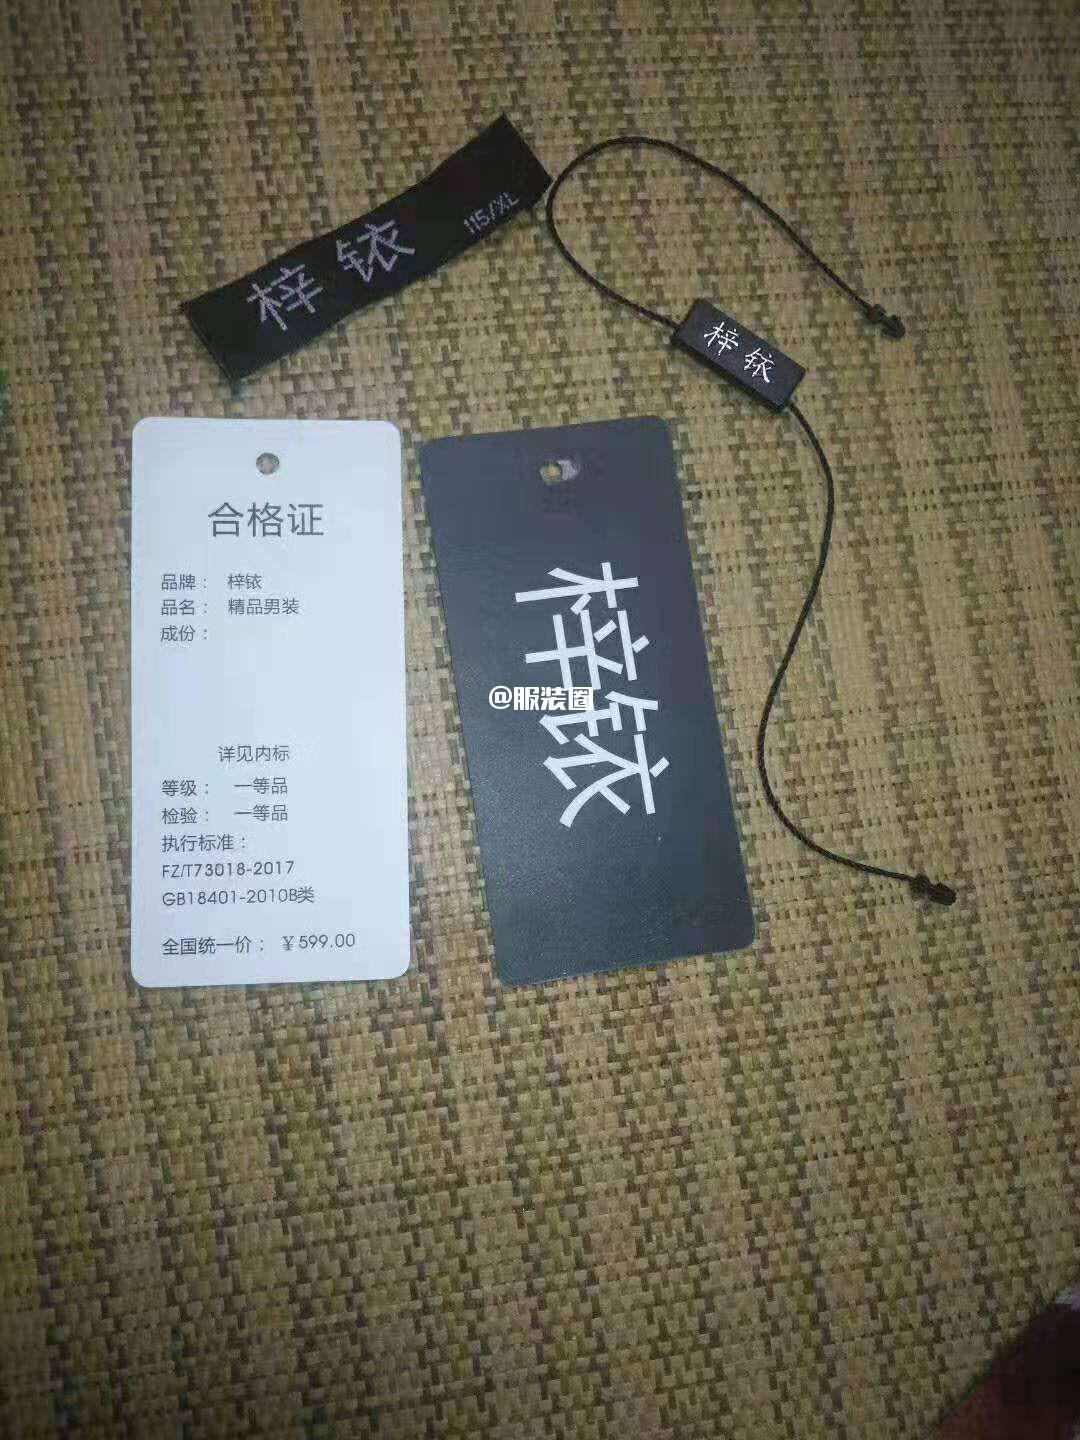 梓铱
115/XL
梓铱
合格证
品牌： 梓铱
品名： 精品男装
成份：
详见内标
等级： 一等品
检验： 一等品
执行标准：
FZ/T73018-2017
GB18401-2010B类
全国统一价： ￥599.00
梓铱
@服装圈